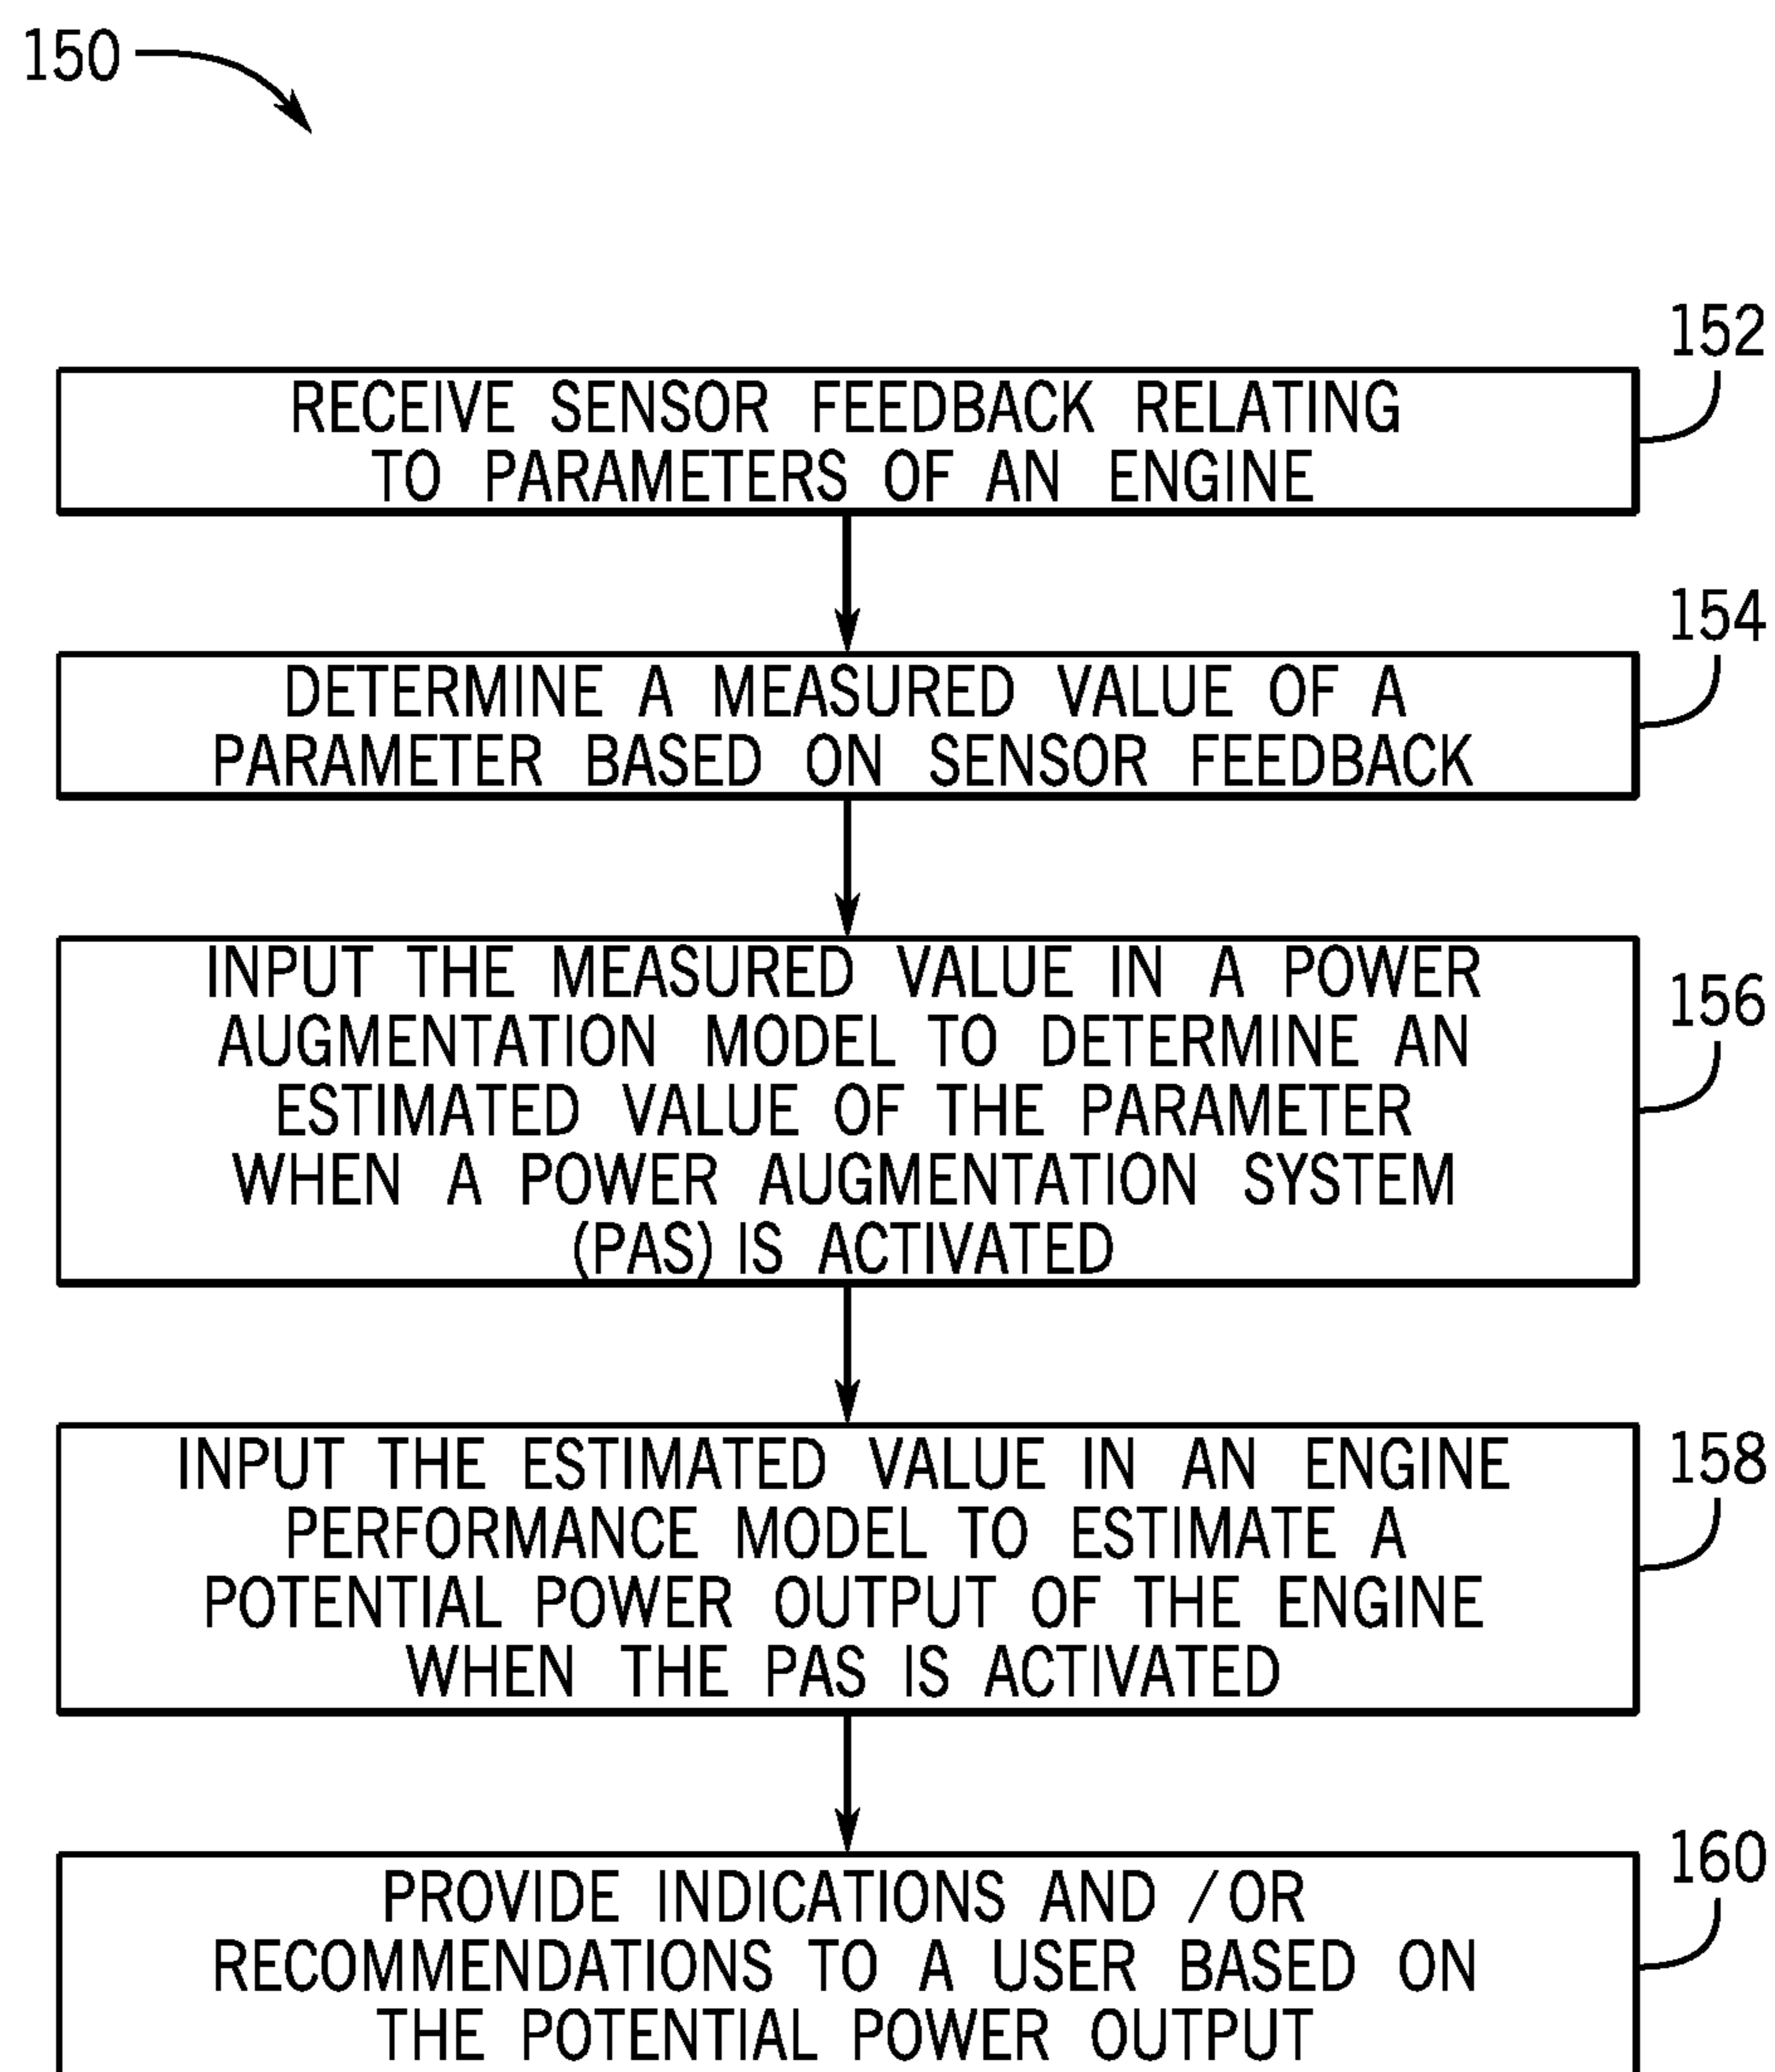 150
152
RECEIVE SENSOR FEEDBACK RELATING
TO PARAMETERS OF AN ENGINE
154
DETERMINE A MEASURED VALUE OF A
PARAMETER BASED ON SENSOR FEEDBACK
156
INPUT THE MEASURED VALUE IN A POWER
AUGMENTATION MODEL TO DETERMINE AN
ESTIMATED VALUE OF THE PARAMETER
WHEN A POWER AUGMENTATION SYSTEM
(PAS) IS ACTIVATED
158
INPUT THE ESTIMATED VALUE IN AN ENGINE
PERFORMANCE MODEL TO ESTIMATE A
POTENTIAL POWER OUTPUT OF THE ENGINE
WHEN THE PAS IS ACTIVATED
160
PROVIDE INDICATIONS AND /OR
RECOMMENDATIONS TO A USER BASED ON
THE POTENTIAL POWER OUTPUT